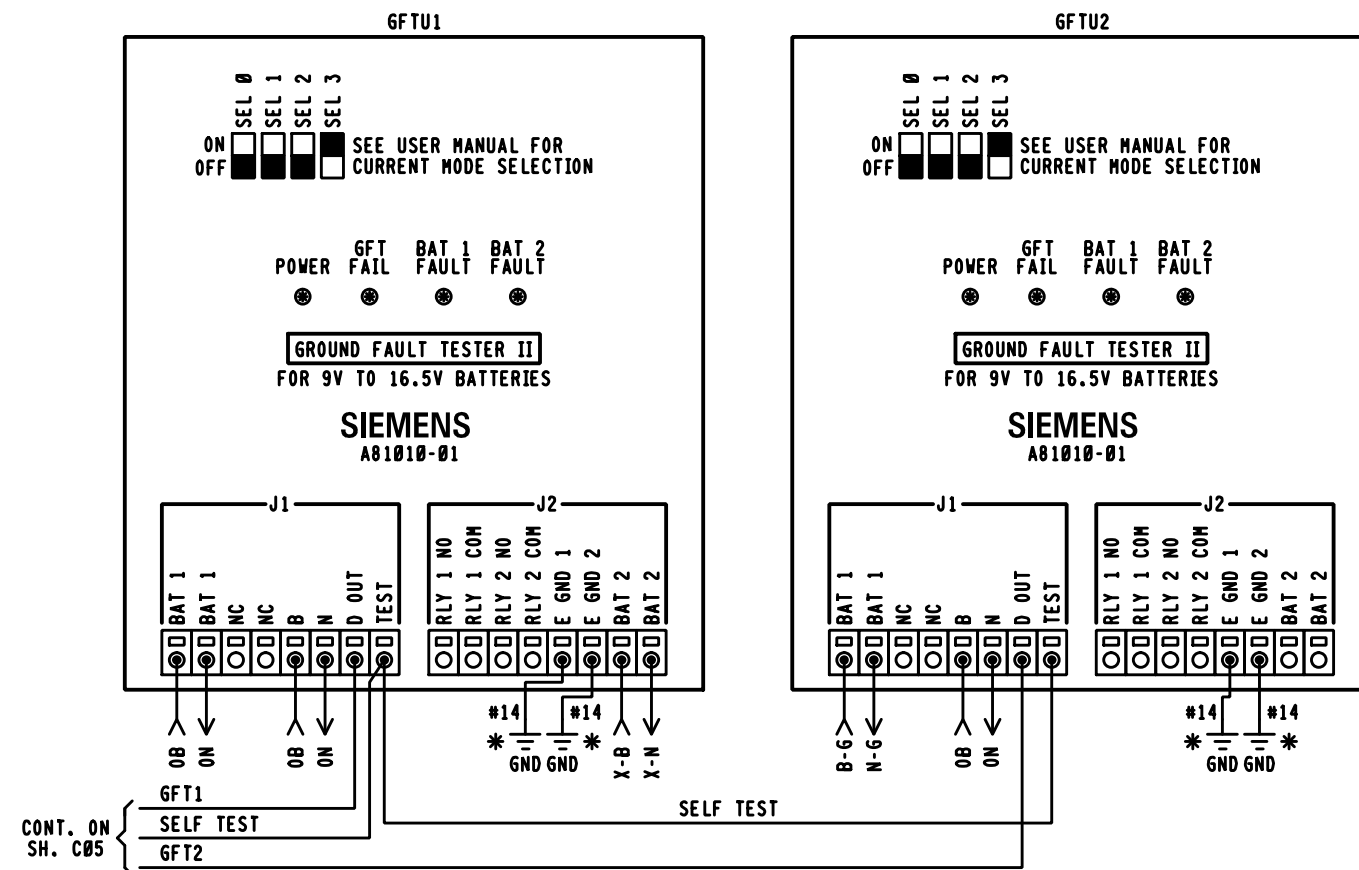 GFTU1
SEL 0
SEL 1
SEL 2
SEL 3
ON
OFF
SEE USER MANUAL FOR
CURRENT MODE SELECTION
POWER
GFT
FAIL
BAT 1
FAULT
BAT 2
FAULT
GROUND FAULT TESTER II
FOR 9V TO 16.5V BATTERIES
SIEMENS
A81010-01
J1
BAT 1
BAT 1
NC
NC
B
N
D OUT
TEST
J2
RLY 1 NO
RLY 1 COM
RLY 2 NO
RLY 2 COM
E GND 1
E GND 2
BAT 2
BAT 2
OB
ON
OB
ON
#14
#14
*
*
GND
GND
X-B
X-N
GFTU2
SEL 0
SEL 1
SEL 2
SEL 3
ON
OFF
SEE USER MANUAL FOR
CURRENT MODE SELECTION
POWER
GFT
FAIL
BAT 1
FAULT
BAT 2
FAULT
GROUND FAULT TESTER II
FOR 9V TO 16.5V BATTERIES
SIEMENS
A81010-01
J1
BAT 1
BAT 1
NC
NC
B
N
D OUT
TEST
J2
RLY 1 NO
RLY 1 COM
RLY 2 NO
RLY 2 COM
E GND 1
E GND 2
BAT 2
BAT 2
B-G
N-G
OB
ON
#14
#14
*
*
GND
GND
CONT. ON
SH. C05
GFT1
SELF TEST
GFT2
SELF TEST